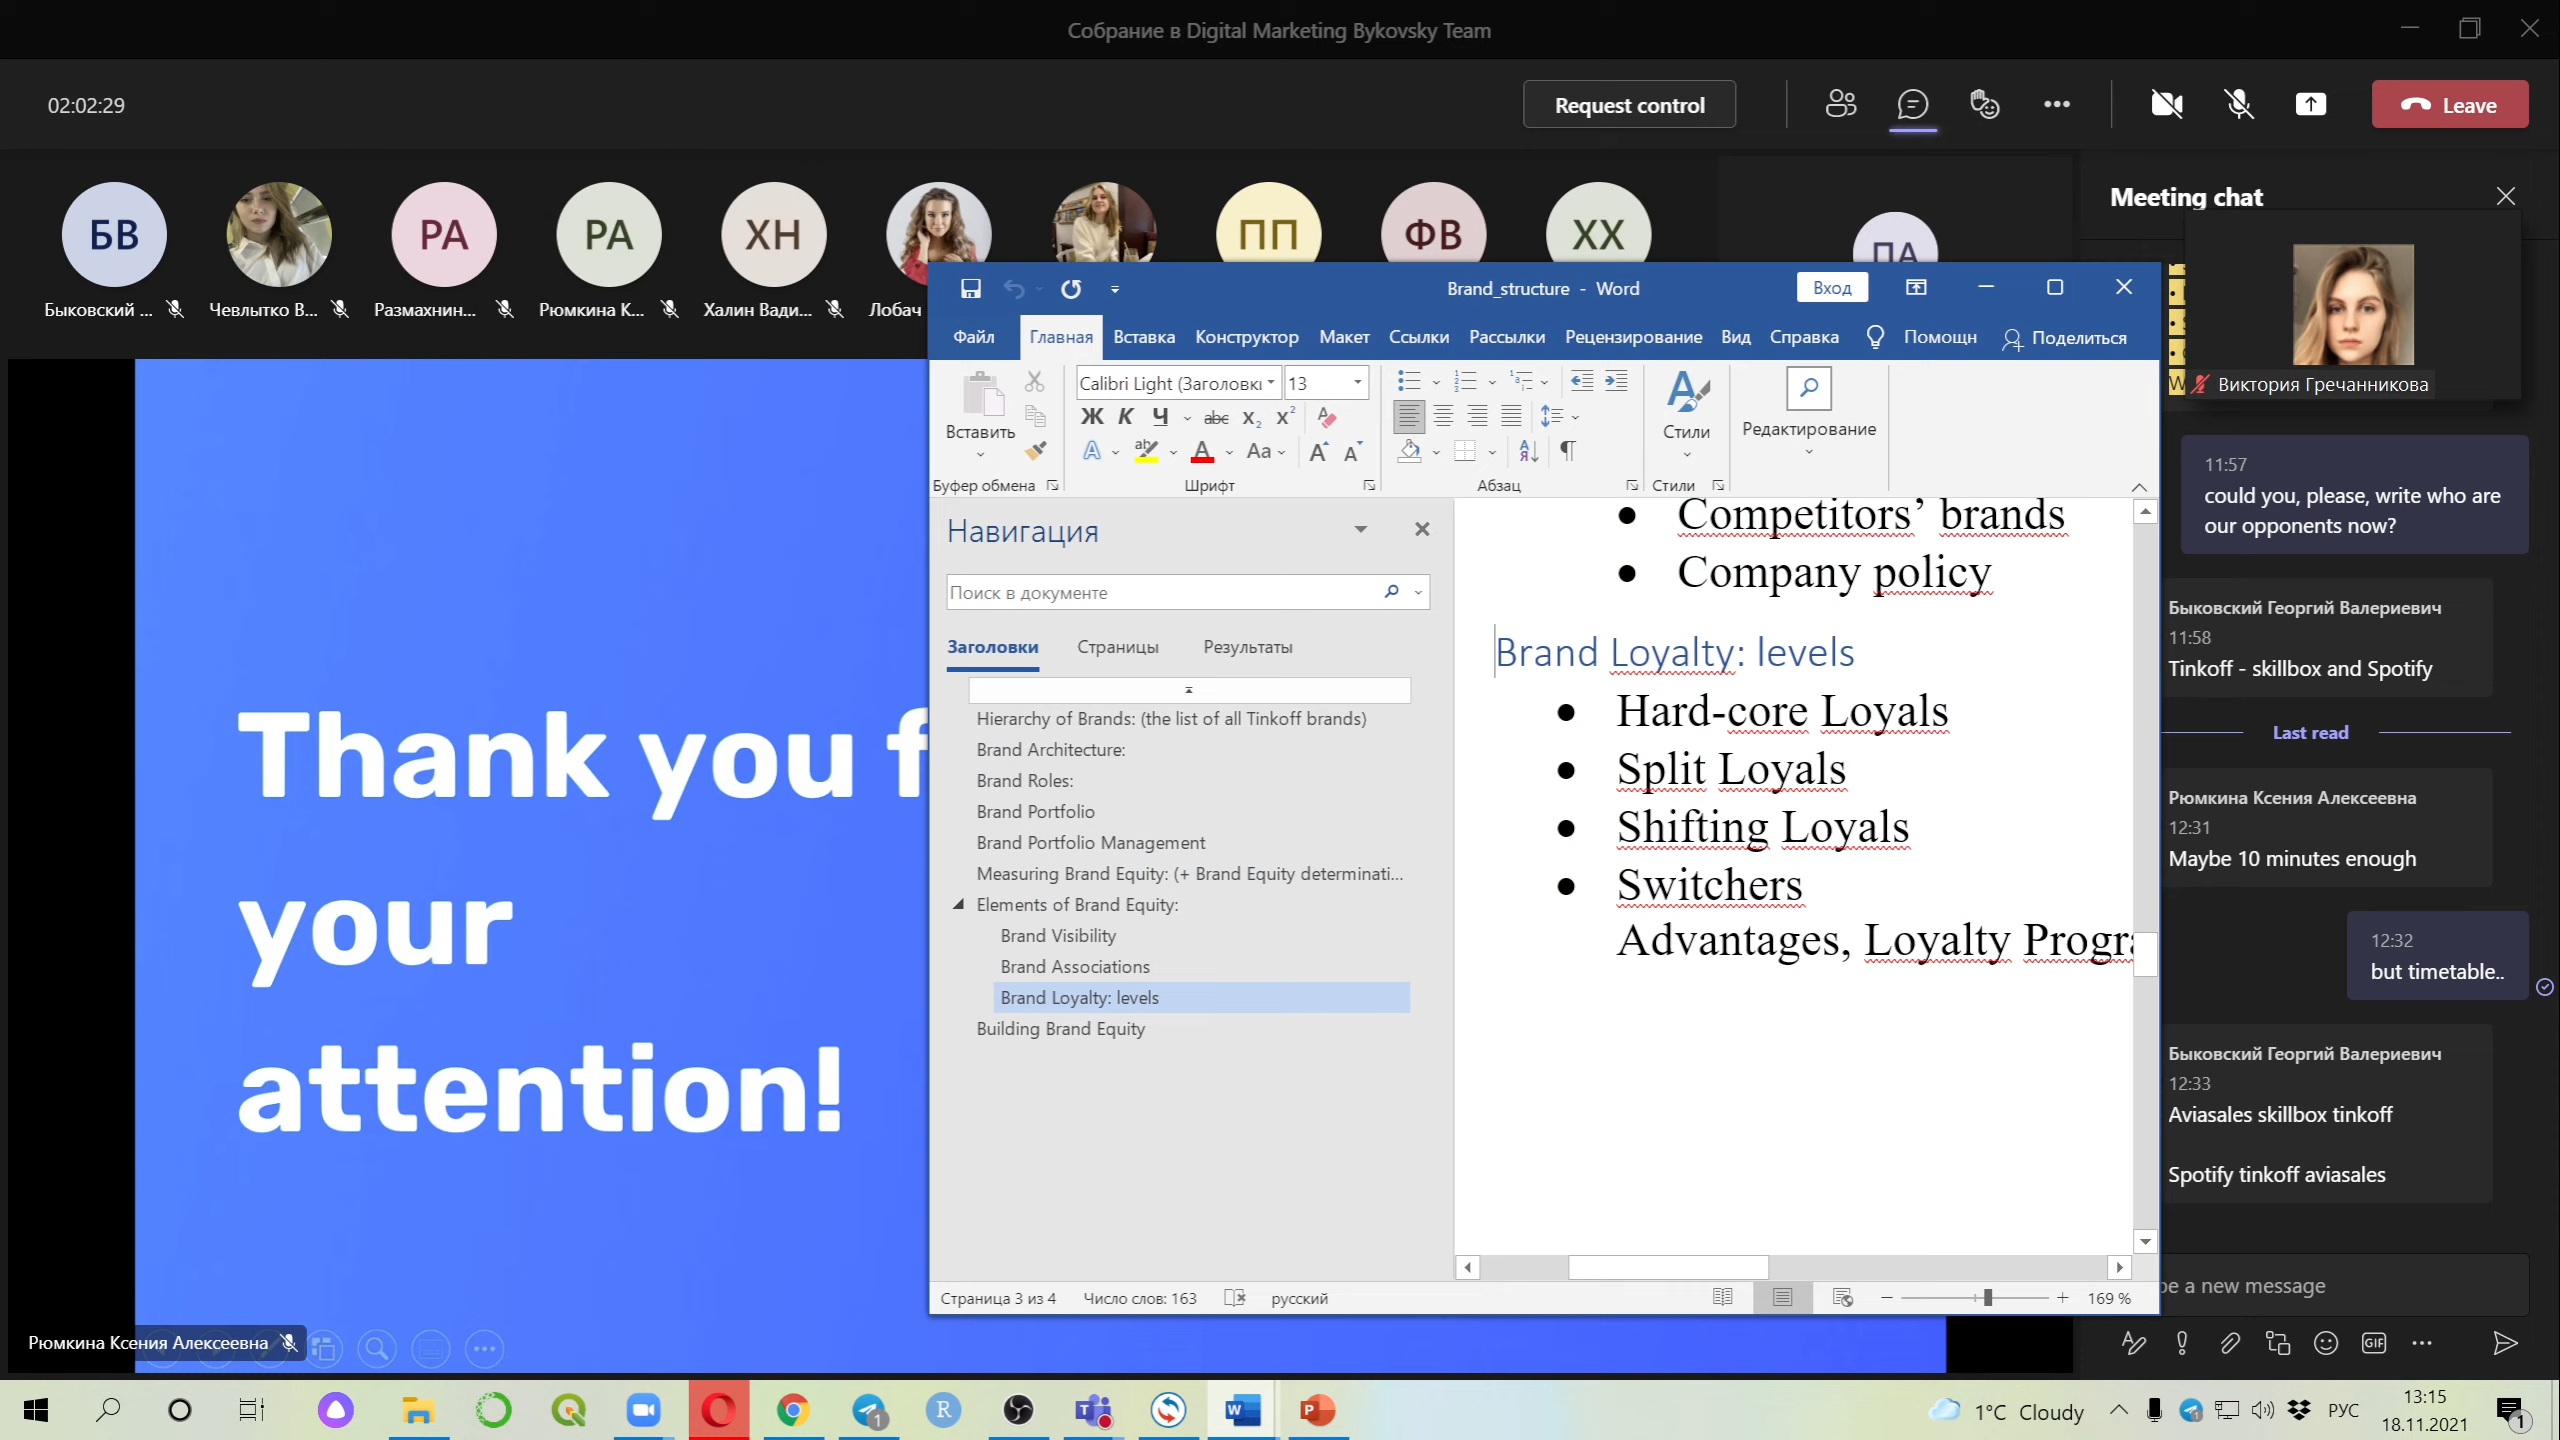 Собрание в Digital Marketing Bykovsky Team
02:02:29
Request control
Leave
БВ
РА
РА
ХН
ПП
ФВ
ХХ
ПА
Быковский ...
Чевлытко В...
Размахнин...
Рюмкина К...
Халин Вади...
Лобач
Meeting chat
Виктория Гречанникова
11:57
could you, please, write who are
our opponents now?
Быковский Георгий Валериевич
11:58
Tinkoff - skillbox and Spotify
Last read
Рюмкина Ксения Алексеевна
12:31
Maybe 10 minutes enough
12:32
but timetable..
Быковский Георгий Валериевич
12:33
Aviasales skillbox tinkoff
Spotify tinkoff aviasales
pe a new message
GIF
Thank you f
your
attention!
Рюмкина Ксения Алексеевна
Brand_structure - Word
Вход
Файл
Главная
Вставка
Конструктор
Макет
Ссылки
Рассылки
Рецензирование
Вид
Справка
Помощн
Поделиться
Вставить
Calibri Light (Заголовки
13
Ж К Ч abc X₂ X²
Aa
Стили
Редактирование
Буфер обмена
Шрифт
Абзац
Стили
Навигация
Поиск в документе
Заголовки
Страницы
Результаты
Hierarchy of Brands: (the list of all Tinkoff brands)
Brand Architecture:
Brand Roles:
Brand Portfolio
Brand Portfolio Management
Measuring Brand Equity: (+ Brand Equity determinati...
Elements of Brand Equity:
Brand Visibility
Brand Associations
Brand Loyalty: levels
Building Brand Equity
• Competitors’ brands
• Company policy
Brand Loyalty: levels
• Hard-core Loyals
• Split Loyals
• Shifting Loyals
• Switchers
Advantages, Loyalty Progra
Страница 3 из 4
Число слов: 163
русский
169 %
1°C Cloudy
РУС
13:15
18.11.2021
1